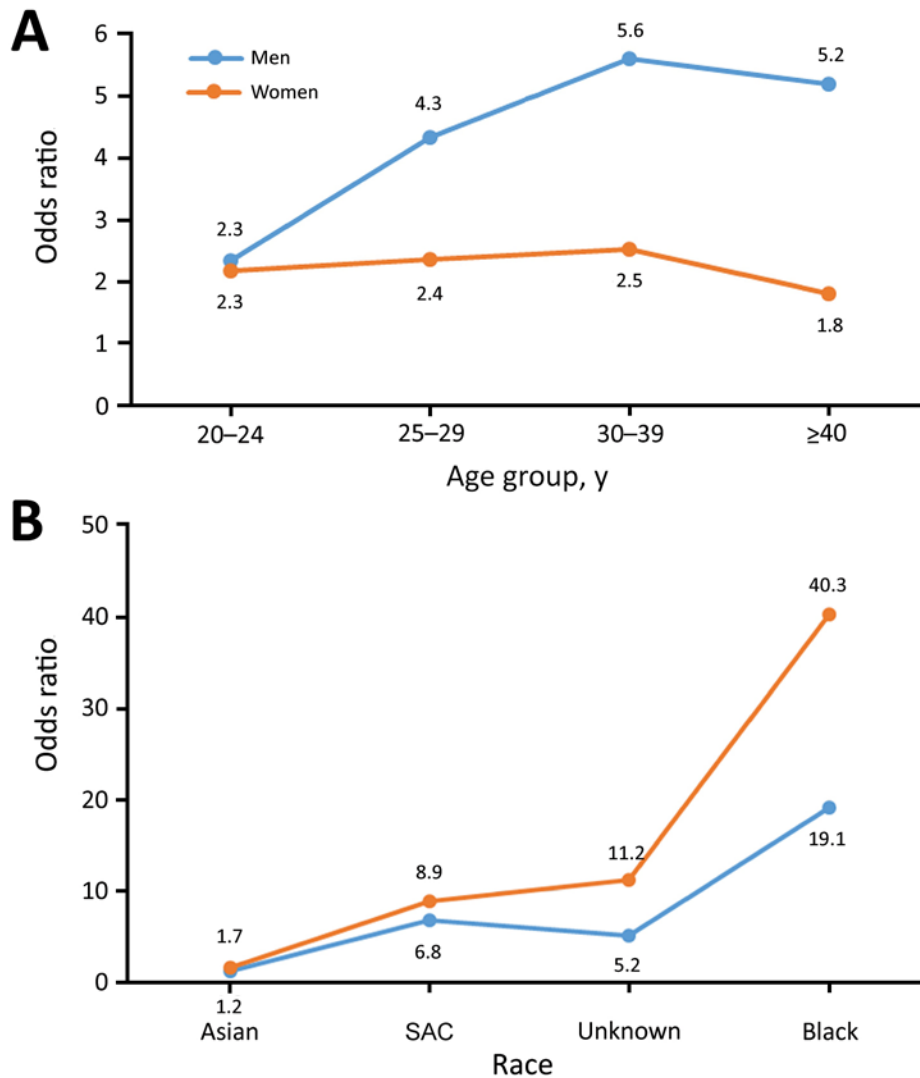 A
6
5.6
5.2
Men
Women
5
4.3
4
Odds ratio
3
2.3
2
2.3
2.4
2.5
1.8
1
0
20–24
25–29
30–39
≥40
Age group, y
B
50
40.3
40
Odds ratio
30
20
19.1
11.2
8.9
10
1.7
6.8
5.2
0
1.2
Asian
SAC
Unknown
Black
Race